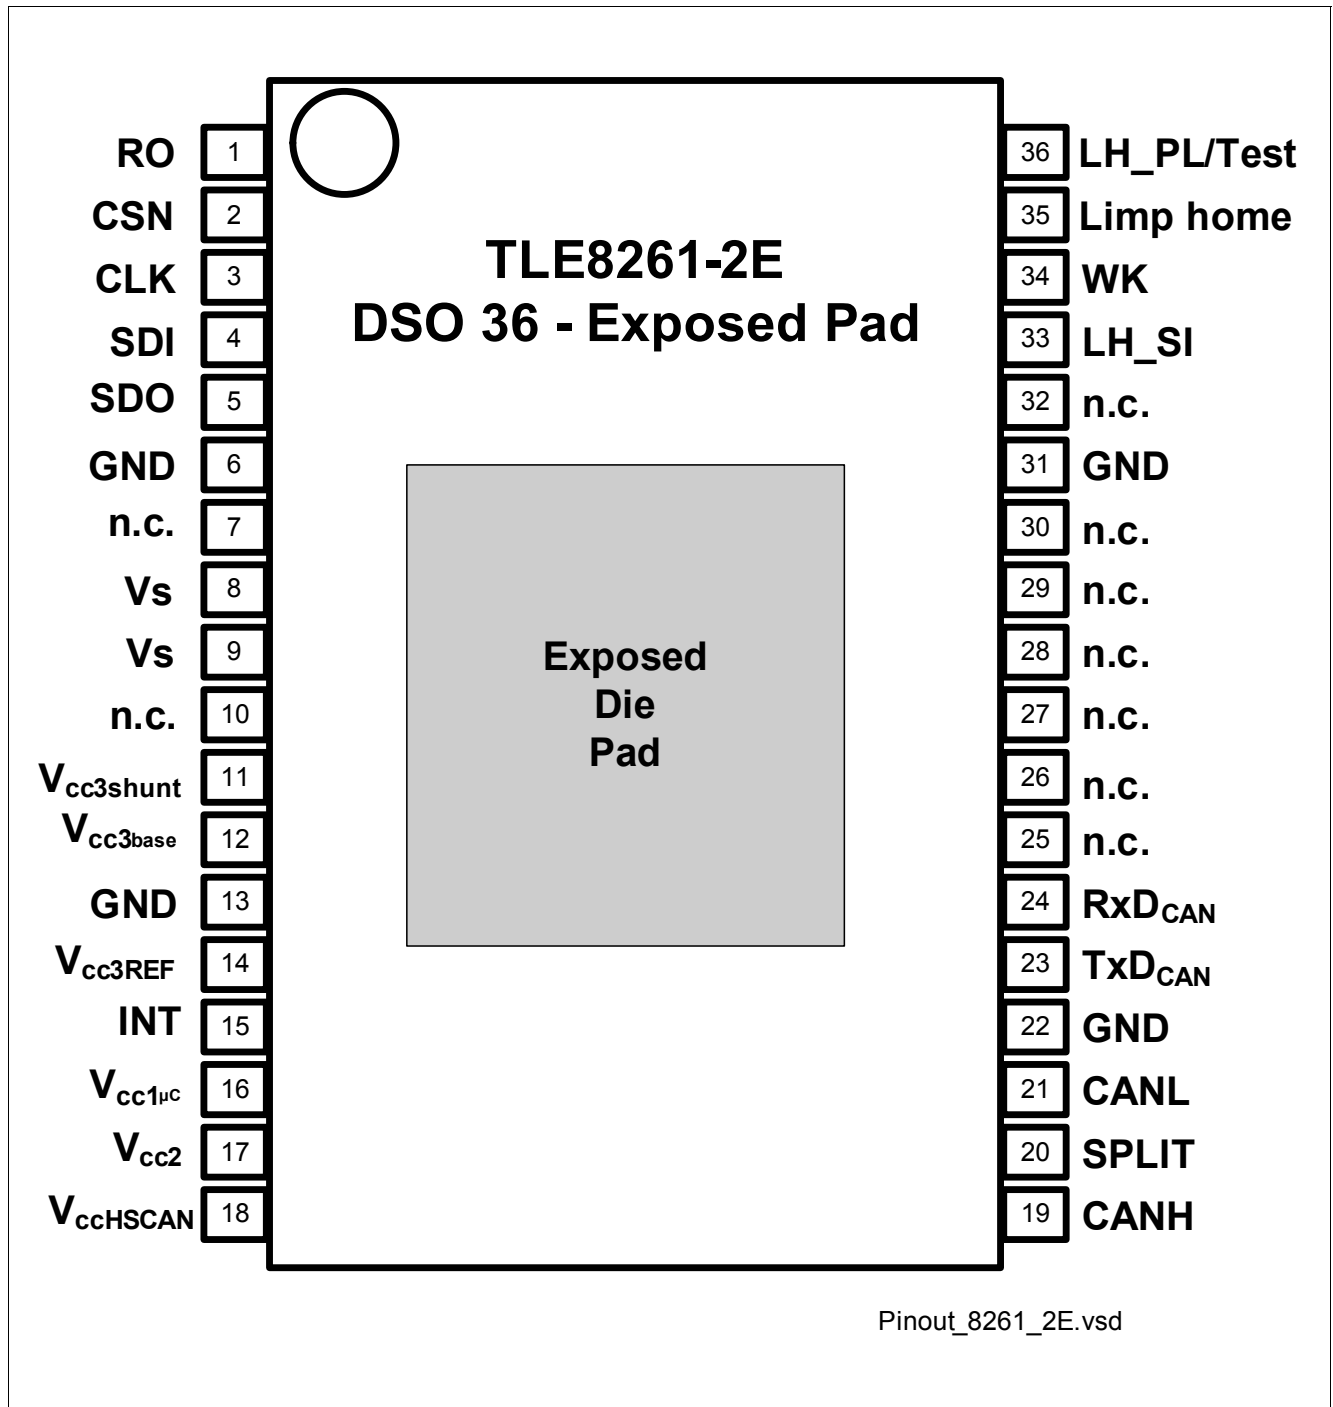 RO 1
CSN 2
CLK 3
SDI 4
SDO 5
GND 6
n.c. 7
Vs 8
Vs 9
n.c. 10
Vcc3shunt 11
Vcc3base 12
GND 13
Vcc3REF 14
INT 15
Vcc1µC 16
Vcc2 17
VccHSCAN 18
TLE8261-2E
DSO 36 - Exposed Pad
Exposed
Die
Pad
36 LH_PL/Test
35 Limp home
34 WK
33 LH_SI
32 n.c.
31 GND
30 n.c.
29 n.c.
28 n.c.
27 n.c.
26 n.c.
25 n.c.
24 RxDCAN
23 TxDCAN
22 GND
21 CANL
20 SPLIT
19 CANH
Pinout_8261_2E.vsd